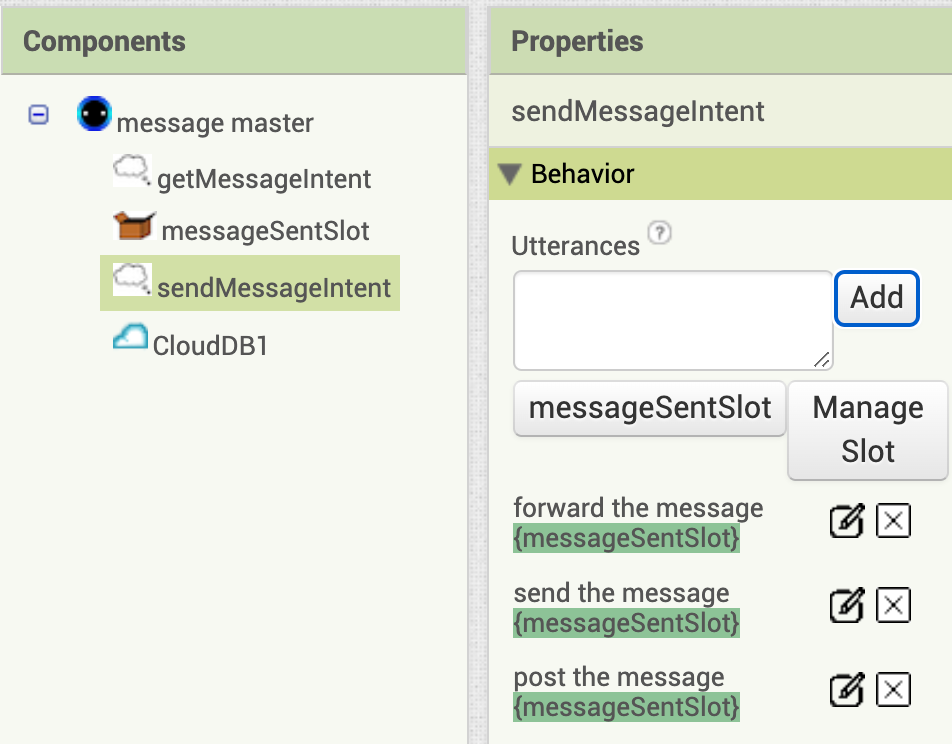 Components
message master
getMessageIntent
messageSentSlot
sendMessageIntent
CloudDB1
Properties
sendMessageIntent
Behavior
Utterances ?
Add
messageSentSlot
Manage
Slot
forward the message
{messageSentSlot}
send the message
{messageSentSlot}
post the message
{messageSentSlot}